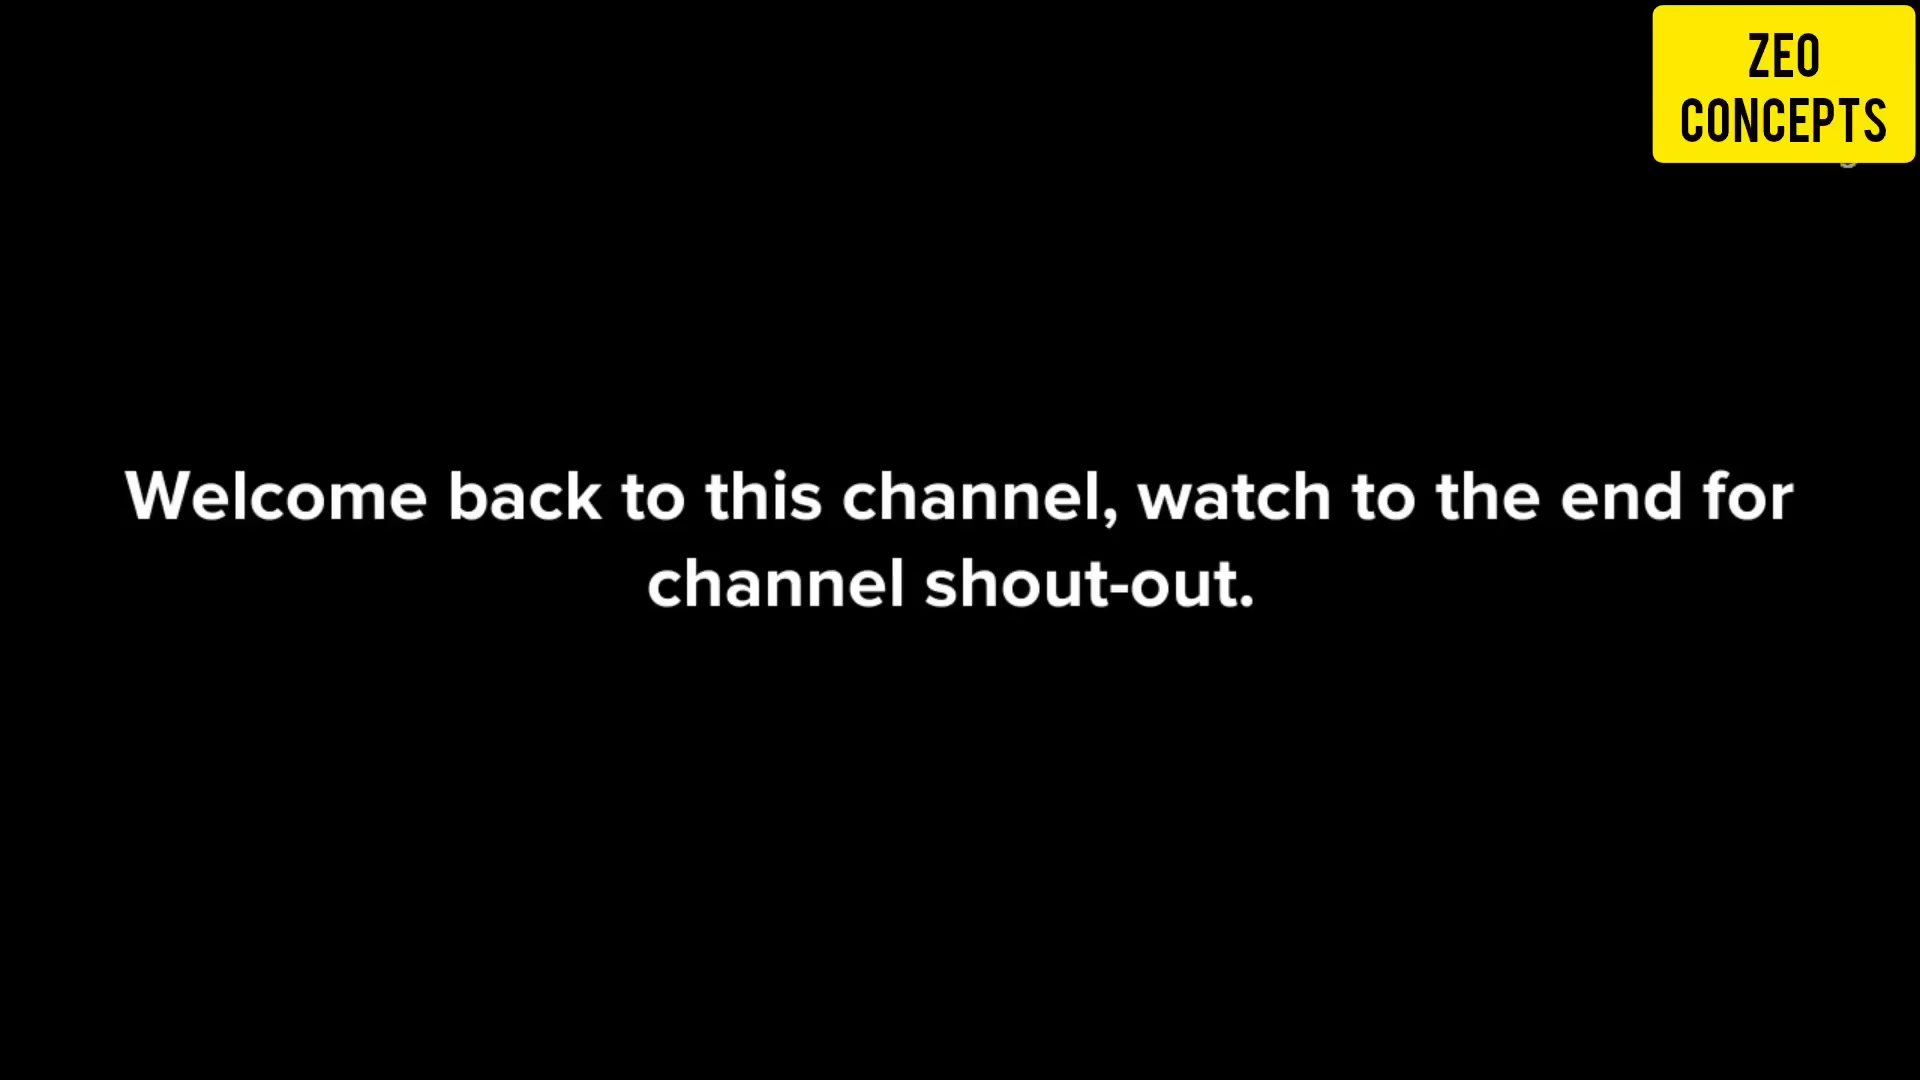 ZEO
CONCEPTS
Welcome back to this channel, watch to the end for
channel shout-out.